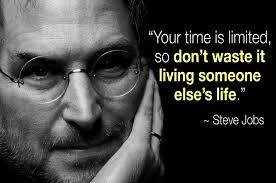 “Your time is limited,
so don’t waste it
living someone
else’s life.”
~ Steve Jobs